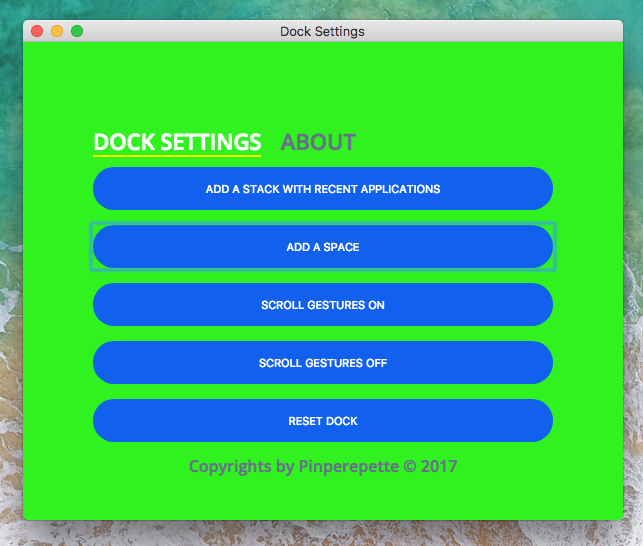 Dock Settings
DOCK SETTINGS ABOUT
ADD A STACK WITH RECENT APPLICATIONS
ADD A SPACE
SCROLL GESTURES ON
SCROLL GESTURES OFF
RESET DOCK
Copyrights by Pinperepette © 2017